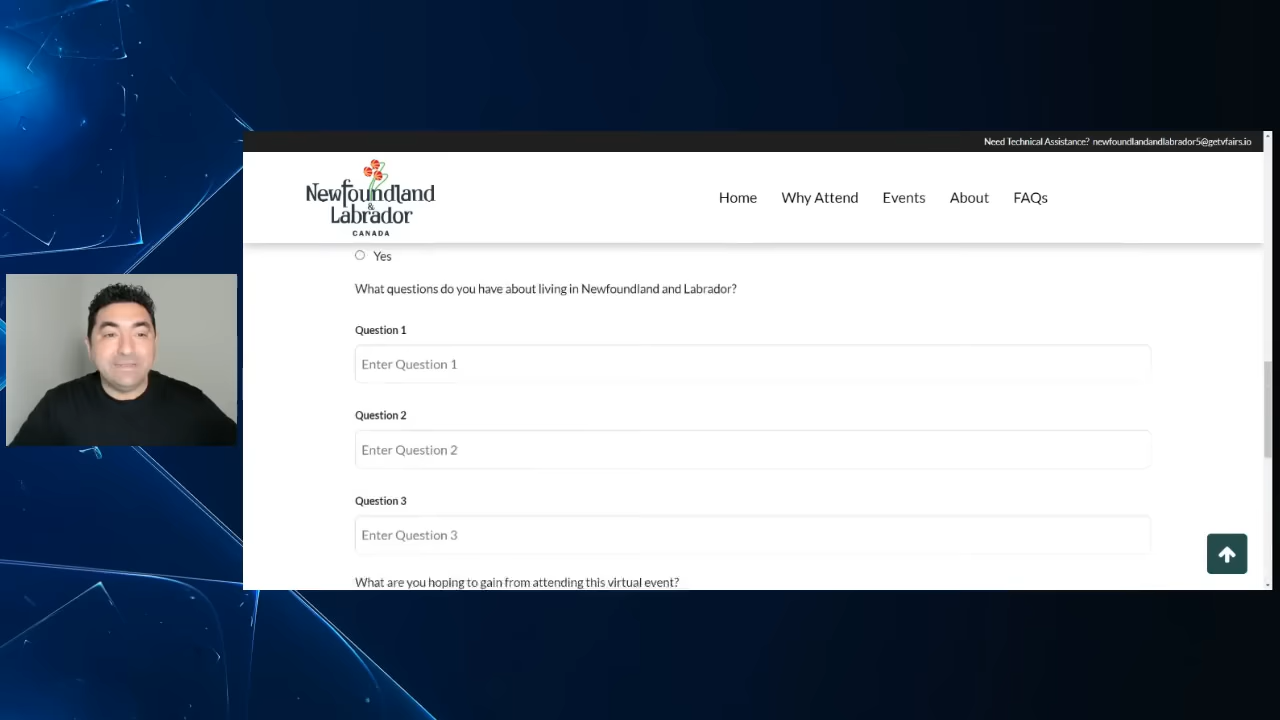 Need Technical Assistance? newfoundlandandlabrador5@getvfairs.io
Newfoundland
&
Labrador
CANADA
Home Why Attend Events About FAQs
Yes
What questions do you have about living in Newfoundland and Labrador?
Question 1
Enter Question 1
Question 2
Enter Question 2
Question 3
Enter Question 3
What are you hoping to gain from attending this virtual event?